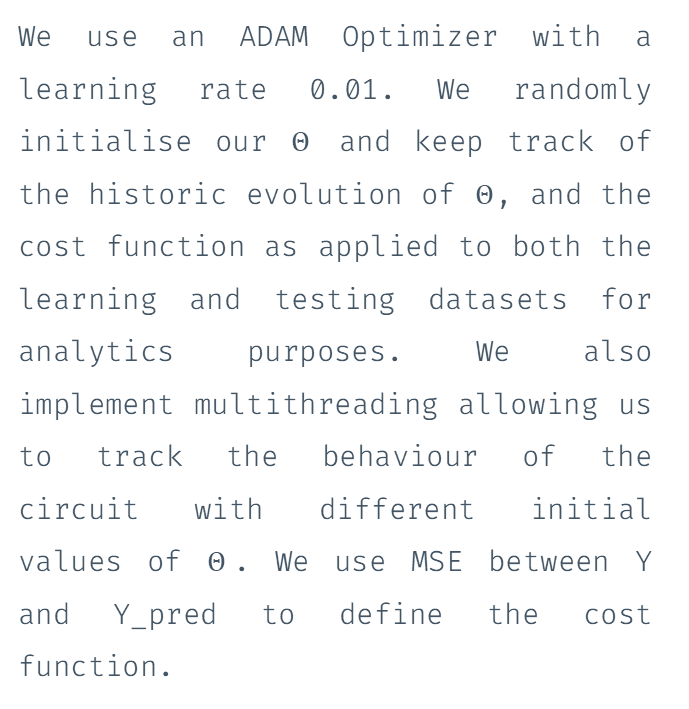 We use an ADAM Optimizer with a
learning rate 0.01. We randomly
initialise our Θ and keep track of
the historic evolution of Θ, and the
cost function as applied to both the
learning and testing datasets for
analytics purposes. We also
implement multithreading allowing us
to track the behaviour of the
circuit with different initial
values of Θ . We use MSE between Y
and Y_pred to define the cost
function.